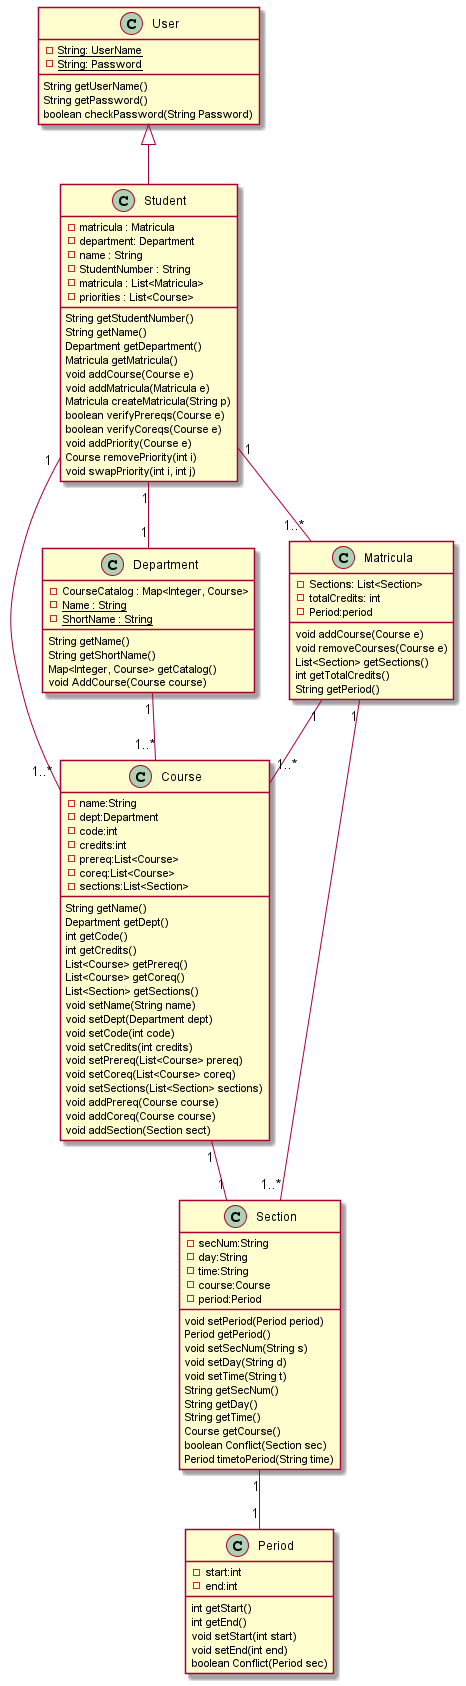 C User
String: UserName
String: Password
String getUserName()
String getPassword()
boolean checkPassword(String Password)
C Student
matricula : Matricula
department: Department
name : String
StudentNumber : String
matricula : List<Matricula>
priorities : List<Course>
String getStudentNumber()
String getName()
Department getDepartment()
Matricula getMatricula()
void addCourse(Course e)
void addMatricula(Matricula e)
Matricula createMatricula(String p)
boolean verifyPrereqs(Course e)
boolean verifyCoreqs(Course e)
void addPriority(Course e)
Course removePriority(int i)
void swapPriority(int i, int j)
1
1
1
1
1..*
C Department
CourseCatalog : Map<Integer, Course>
Name : String
ShortName : String
String getName()
String getShortName()
Map<Integer, Course> getCatalog()
void AddCourse(Course course)
C Matricula
Sections: List<Section>
totalCredits: int
Period:period
void addCourse(Course e)
void removeCourses(Course e)
List<Section> getSections()
int getTotalCredits()
String getPeriod()
1
1
1
1..*
1..*
1..*
C Course
name:String
dept:Department
code:int
credits:int
prereq:List<Course>
coreq:List<Course>
sections:List<Section>
String getName()
Department getDept()
int getCode()
int getCredits()
List<Course> getPrereq()
List<Course> getCoreq()
List<Section> getSections()
void setName(String name)
void setDept(Department dept)
void setCode(int code)
void setCredits(int credits)
void setPrereq(List<Course> prereq)
void setCoreq(List<Course> coreq)
void setSections(List<Section> sections)
void addPrereq(Course course)
void addCoreq(Course course)
void addSection(Section sect)
1
1
1..*
C Section
secNum:String
day:String
time:String
course:Course
period:Period
void setPeriod(Period period)
Period getPeriod()
void setSecNum(String s)
void setDay(String d)
void setTime(String t)
String getSecNum()
String getDay()
String getTime()
Course getCourse()
boolean Conflict(Section sec)
Period timetoPeriod(String time)
1
1
C Period
start:int
end:int
int getStart()
int getEnd()
void setStart(int start)
void setEnd(int end)
boolean Conflict(Period sec)